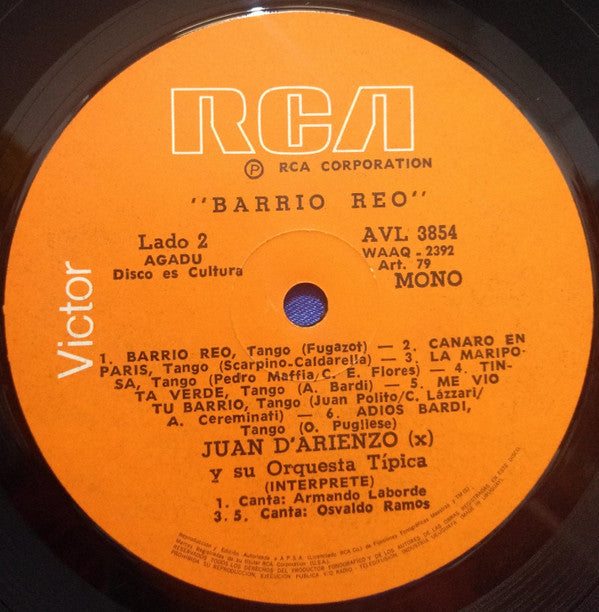 RCA
Ⓟ RCA CORPORATION
"BARRIO REO"
Lado 2
AGADU
Disco es Cultura
AVL 3854
WAAQ - 2392
Art. 79
MONO
Victor
1. BARRIO REO, Tango (Fugazot) — 2. CANARO EN
PARIS, Tango (Scarpino-Caldarella) — 3. LA MARIPO-
SA, Tango (Pedro Maffia/C. E. Flores) — 4. TIN-
TA VERDE, Tango (A. Bardi) — 5. ME VIO
TU BARRIO, Tango (Juan Polito/C. Lázzari/
A. Cereminati) — 6. ADIOS BARDI,
Tango (O. Pugliese)
JUAN D'ARIENZO (x)
y su Orquesta Típica
(INTERPRETE)
1. Canta: Armando Laborde
3. 5. Canta: Osvaldo Ramos